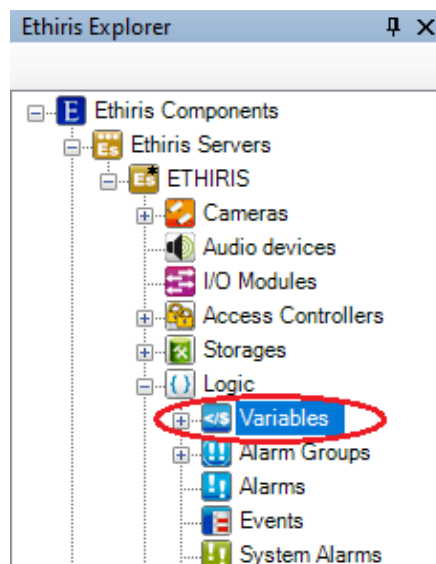 Ethiris Explorer
Ethiris Components
Ethiris Servers
ETHIRIS
Cameras
Audio devices
I/O Modules
Access Controllers
Storages
Logic
Variables
Alarm Groups
Alarms
Events
System Alarms